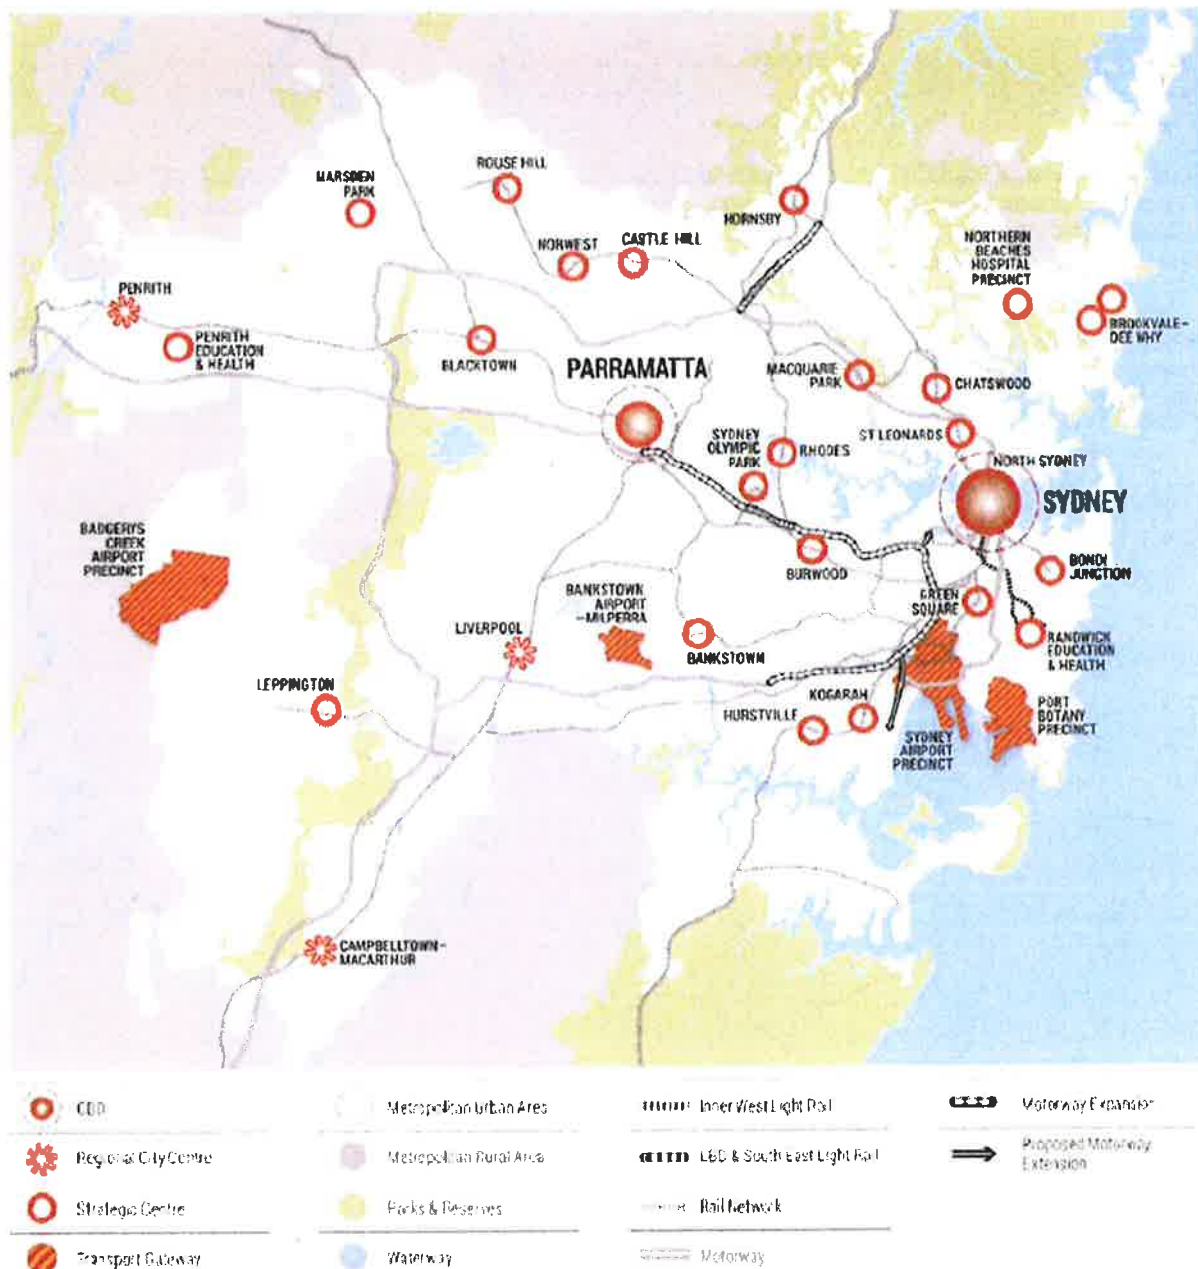 ROUSE HILL
MARSDEN
PARK
HORNSBY
NORWEST
CASTLE HILL
NORTHERN
BEACHES
HOSPITAL
PRECINCT
PENRITH
BROOKVALE–
DEE WHY
PENRITH
EDUCATION
& HEALTH
BLACKTOWN
PARRAMATTA
MACQUARIE
PARK
CHATSWOOD
SYDNEY
OLYMPIC
PARK
RHODES
ST LEONARDS
NORTH SYDNEY
SYDNEY
BADGERYS
CREEK
AIRPORT
PRECINCT
BURWOOD
BONDI
JUNCTION
BANKSTOWN
AIRPORT
–MILPERRA
GREEN
SQUARE
LIVERPOOL
BANKSTOWN
RANDWICK
EDUCATION
& HEALTH
LEPPINGTON
HURSTVILLE
KOGARAH
PORT
BOTANY
PRECINCT
SYDNEY
AIRPORT
PRECINCT
CAMPBELLTOWN–
MACARTHUR
CBD
Metropolitan Urban Area
Inner West Light Rail
Motorway Expansion
Regional City Centre
Metropolitan Rural Area
CBD & South East Light Rail
Proposed Motorway
Extension
Strategic Centre
Parks & Reserves
Rail Network
Transport Gateway
Waterway
Motorway